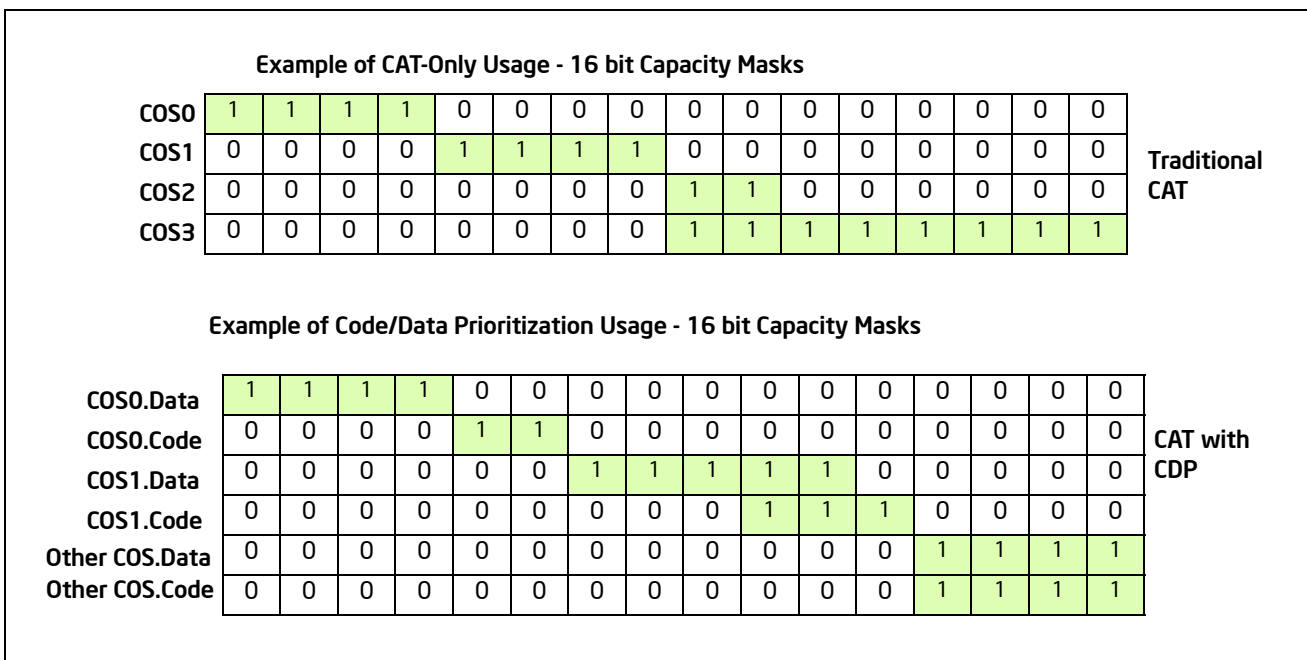 Example of CAT-Only Usage - 16 bit Capacity Masks
COS0 1 1 1 1 0 0 0 0 0 0 0 0 0 0 0 0
COS1 0 0 0 0 1 1 1 1 0 0 0 0 0 0 0 0
COS2 0 0 0 0 0 0 0 0 1 1 0 0 0 0 0 0
COS3 0 0 0 0 0 0 0 0 1 1 1 1 1 1 1 1
Traditional
CAT
Example of Code/Data Prioritization Usage - 16 bit Capacity Masks
COS0.Data 1 1 1 1 0 0 0 0 0 0 0 0 0 0 0 0
COS0.Code 0 0 0 0 1 1 0 0 0 0 0 0 0 0 0 0
COS1.Data 0 0 0 0 0 0 1 1 1 1 1 0 0 0 0 0
COS1.Code 0 0 0 0 0 0 0 0 0 1 1 1 0 0 0 0
Other COS.Data 0 0 0 0 0 0 0 0 0 0 0 0 1 1 1 1
Other COS.Code 0 0 0 0 0 0 0 0 0 0 0 0 1 1 1 1
CAT with
CDP